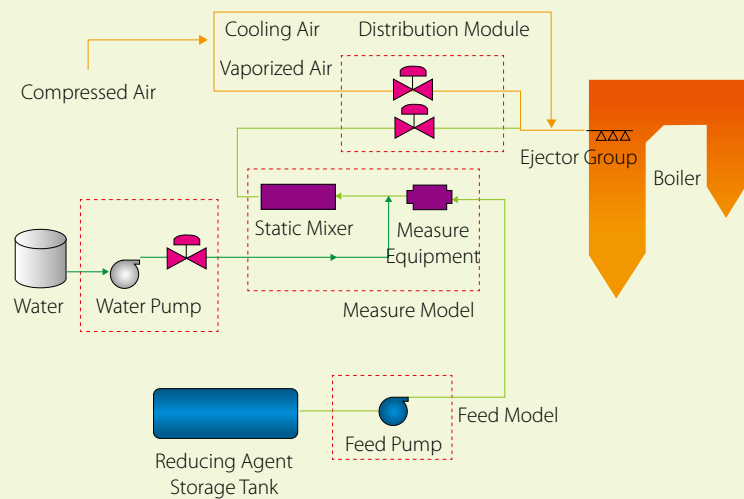 Cooling Air
Distribution Module
Vaporized Air
Compressed Air
Ejector Group
Boiler
Static Mixer
Measure
Equipment
Water
Water Pump
Measure Model
Feed Model
Feed Pump
Reducing Agent
Storage Tank